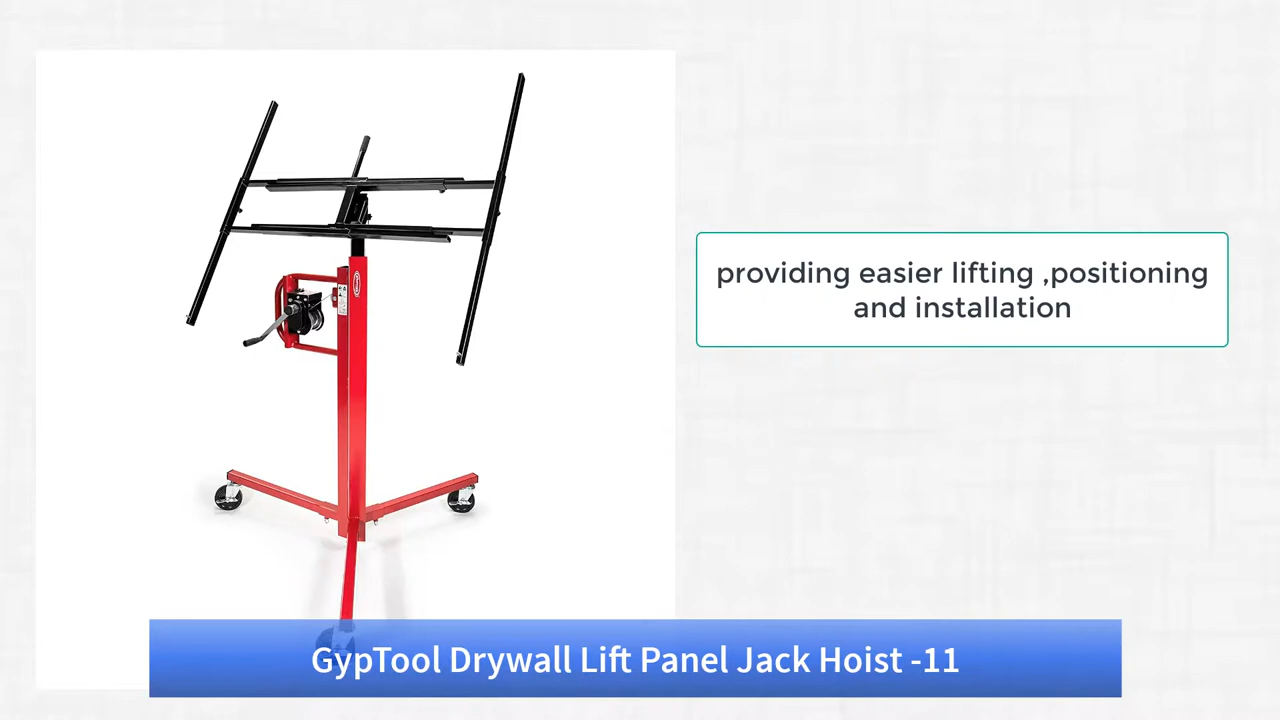 providing easier lifting ,positioning
and installation
GypTool Drywall Lift Panel Jack Hoist -11